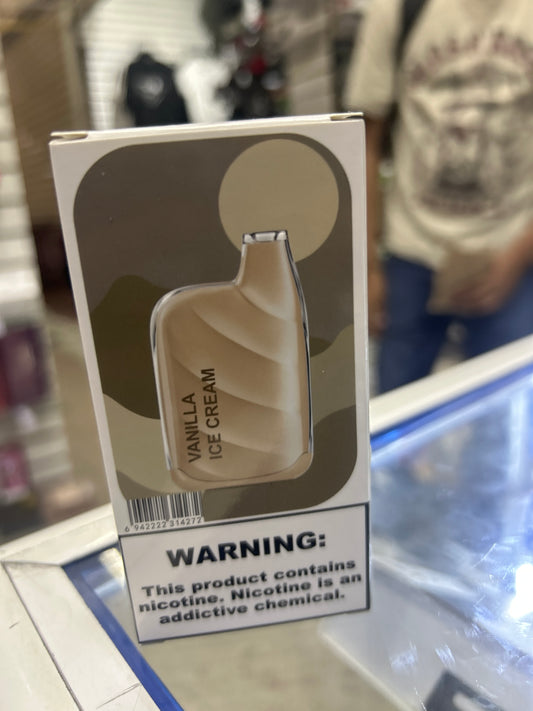 VANILLA
ICE CREAM
6 942222 314272
WARNING:
This product contains
nicotine. Nicotine is an
addictive chemical.